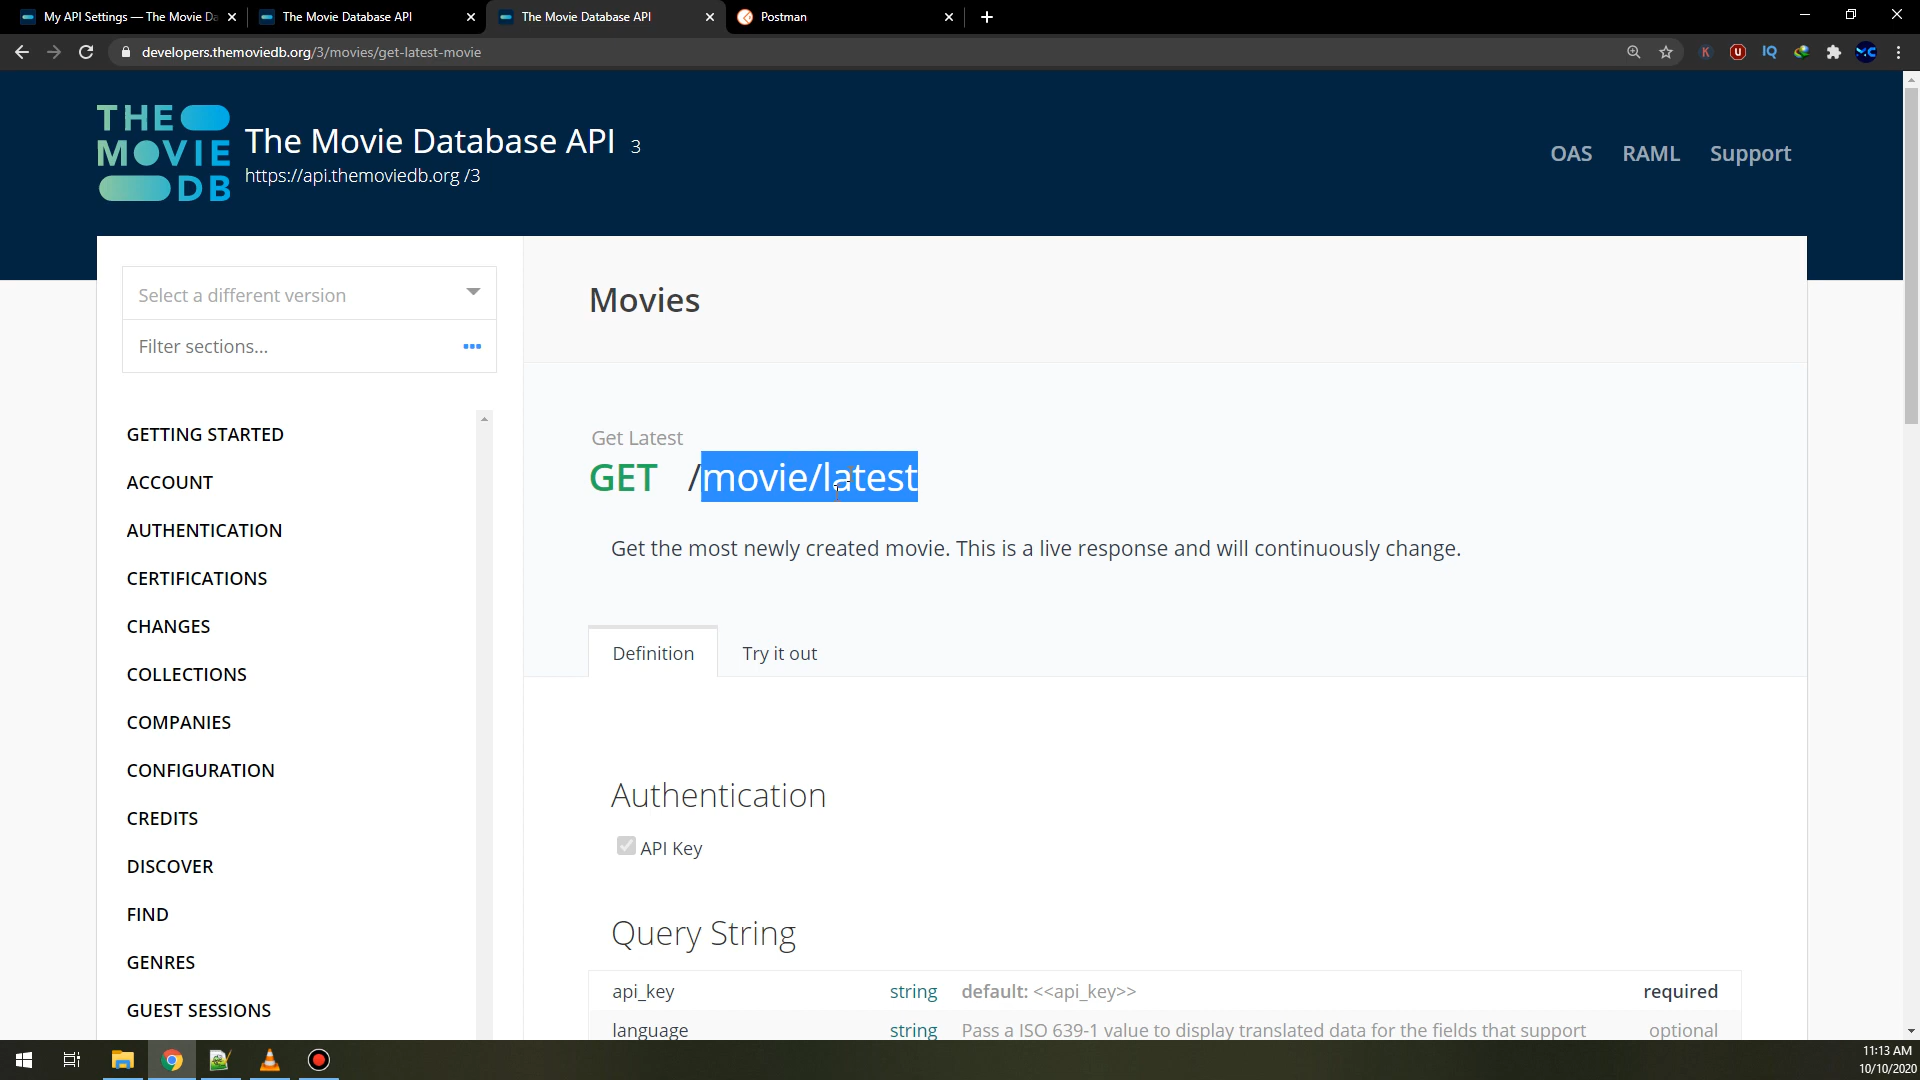 My API Settings — The Movie Da
The Movie Database API
The Movie Database API
Postman
developers.themoviedb.org/3/movies/get-latest-movie
K
U
IQ
THE MOVIE DB
The Movie Database API 3
https://api.themoviedb.org /3
OAS RAML Support
Select a different version
Filter sections...
GETTING STARTED
ACCOUNT
AUTHENTICATION
CERTIFICATIONS
CHANGES
COLLECTIONS
COMPANIES
CONFIGURATION
CREDITS
DISCOVER
FIND
GENRES
GUEST SESSIONS
Movies
Get Latest
GET /movie/latest
Get the most newly created movie. This is a live response and will continuously change.
Definition Try it out
Authentication
API Key
Query String
api_key string default: <<api_key>> required
language string Pass a ISO 639-1 value to display translated data for the fields that support optional
11:13 AM
10/10/2020